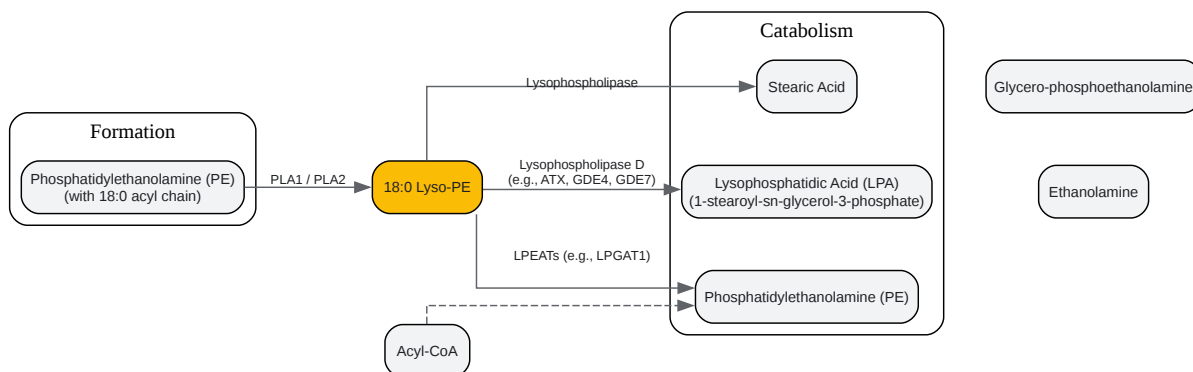 Catabolism
Lysophospholipase
Stearic Acid
Glycero-phosphoethanolamine
Formation
Phosphatidylethanolamine (PE)
(with 18:0 acyl chain)
PLA1 / PLA2
18:0 Lyso-PE
Lysophospholipase D
(e.g., ATX, GDE4, GDE7)
Lysophosphatidic Acid (LPA)
(1-stearoyl-sn-glycerol-3-phosphate)
Ethanolamine
LPEATs (e.g., LPGAT1)
Phosphatidylethanolamine (PE)
Acyl-CoA